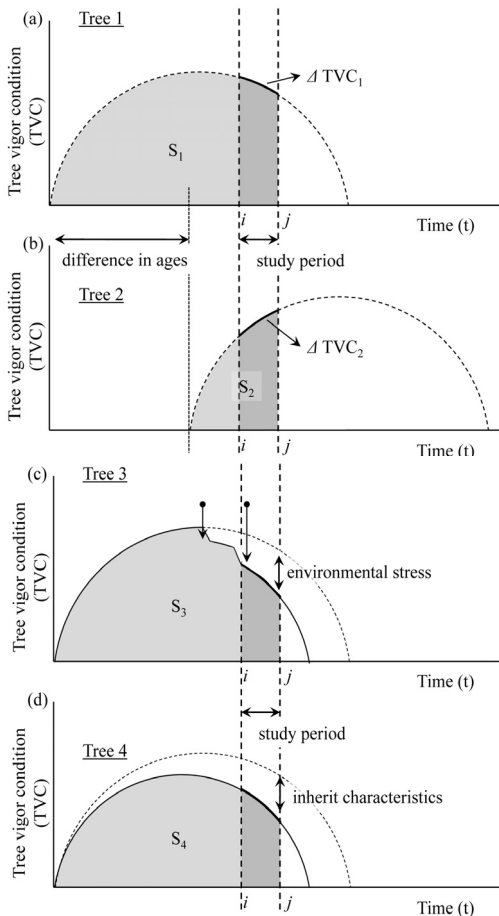 (a)
Tree 1
Tree vigor condition
(TVC)
Δ TVC₁
S₁
i
j
Time (t)
difference in ages
study period
(b)
Tree 2
Tree vigor condition
(TVC)
Δ TVC₂
S₂
i
j
Time (t)
(c)
Tree 3
Tree vigor condition
(TVC)
environmental stress
S₃
i
j
Time (t)
study period
(d)
Tree 4
Tree vigor condition
(TVC)
inherit characteristics
S₄
i
j
Time (t)